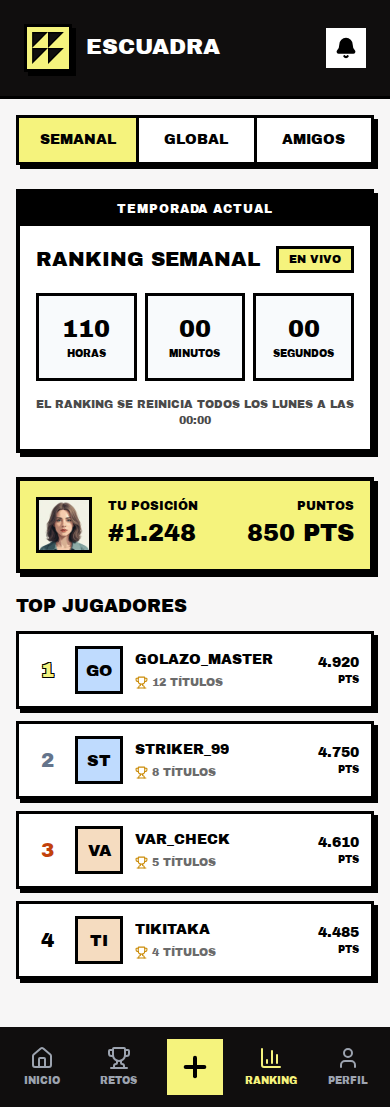 ESCUADRA
SEMANAL
GLOBAL
AMIGOS
TEMPORADA ACTUAL
RANKING SEMANAL
EN VIVO
110
00
00
HORAS
MINUTOS
SEGUNDOS
EL RANKING SE REINICIA TODOS LOS LUNES A LAS
00:00
TU POSICIÓN
PUNTOS
#1.248
850 PTS
TOP JUGADORES
1
GO
GOLAZO_MASTER
12 TÍTULOS
4.920
PTS
2
ST
STRIKER_99
8 TÍTULOS
4.750
PTS
3
VA
VAR_CHECK
5 TÍTULOS
4.610
PTS
4
TI
TIKITAKA
4 TÍTULOS
4.485
PTS
INICIO
RETOS
RANKING
PERFIL